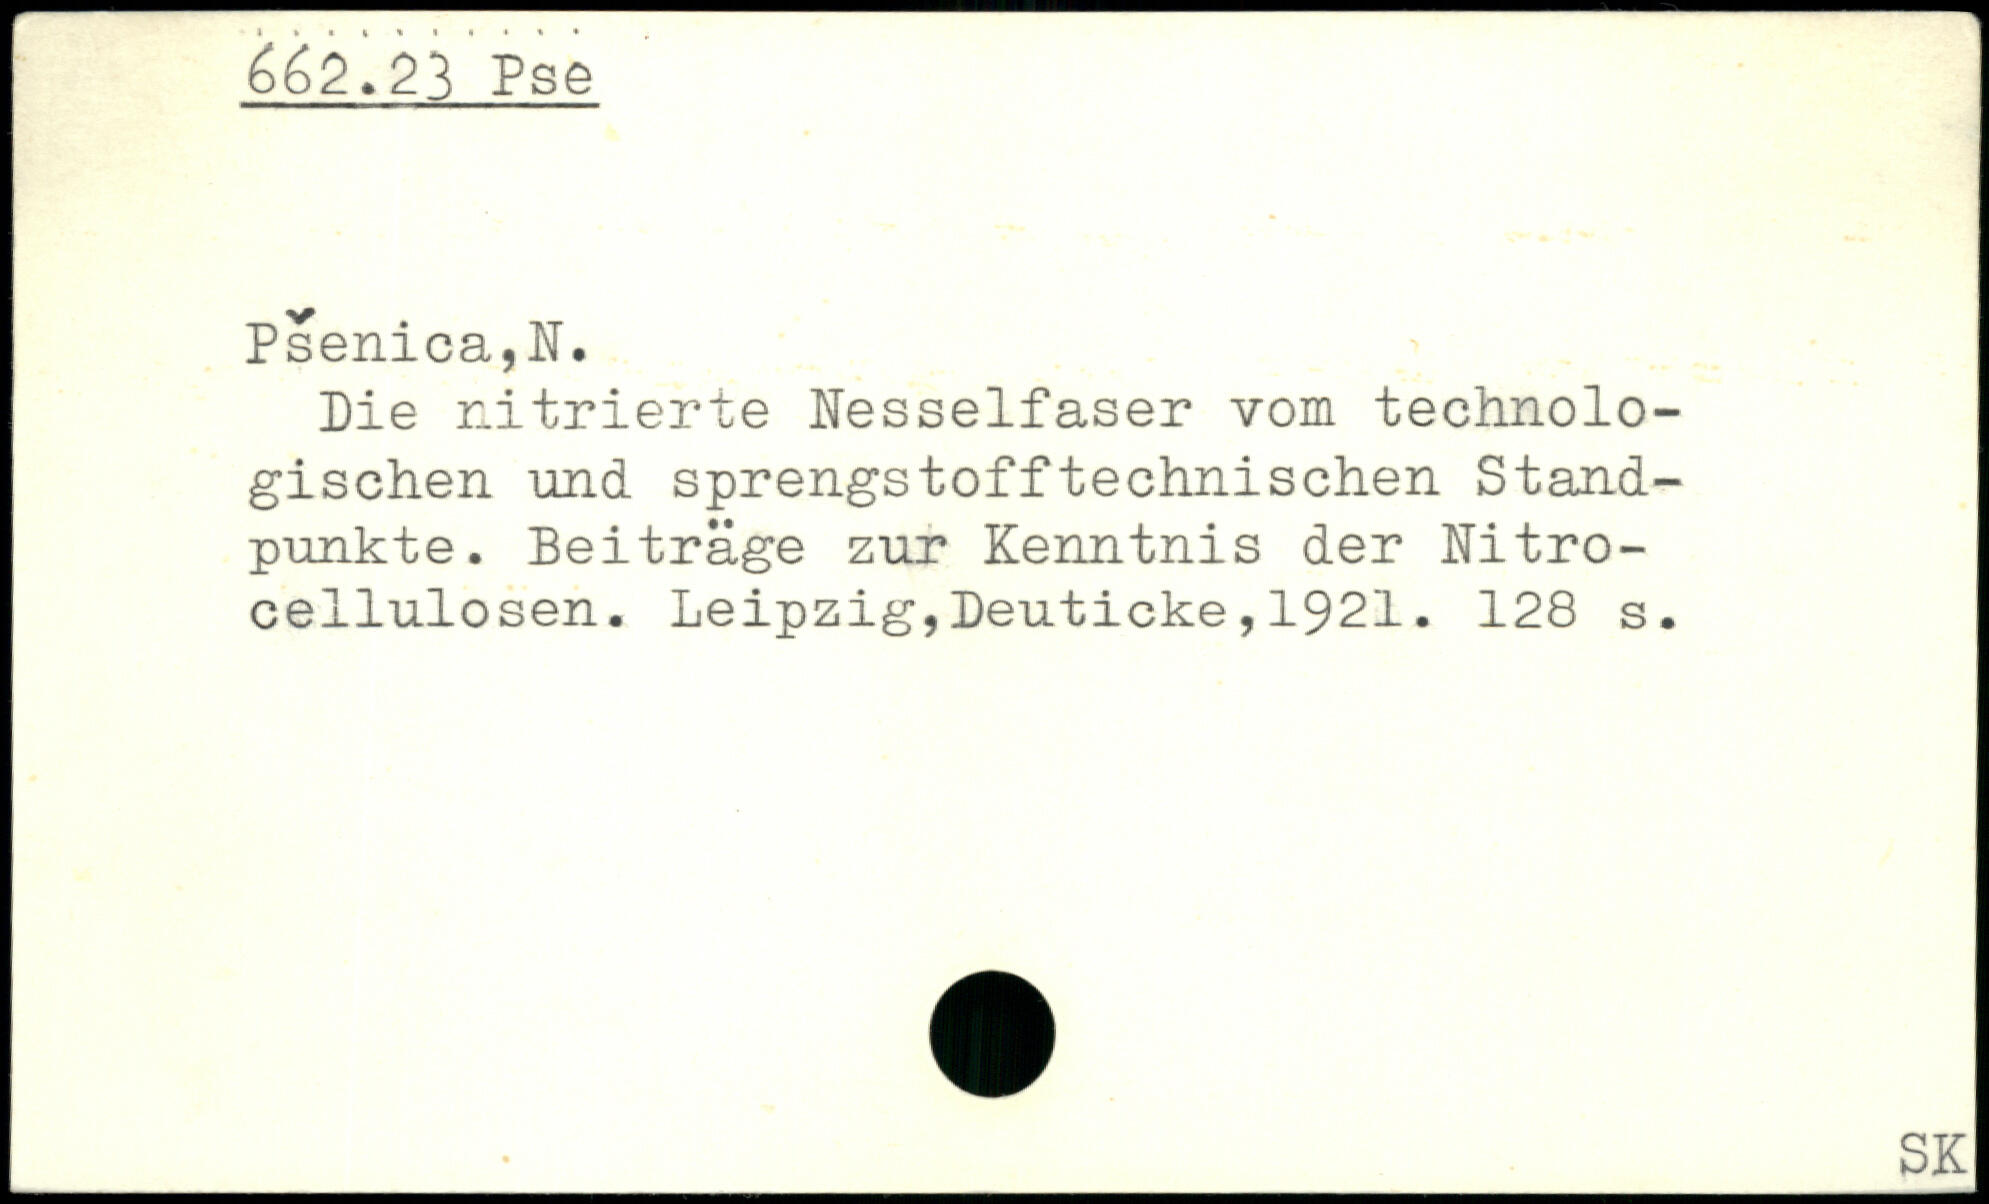 662.23 Pse
Pšenica,N.
Die nitrierte Nesselfaser vom technolo-
gischen und sprengstofftechnischen Stand-
punkte. Beiträge zur Kenntnis der Nitro-
cellulosen. Leipzig,Deuticke,1921. 128 s.
SK